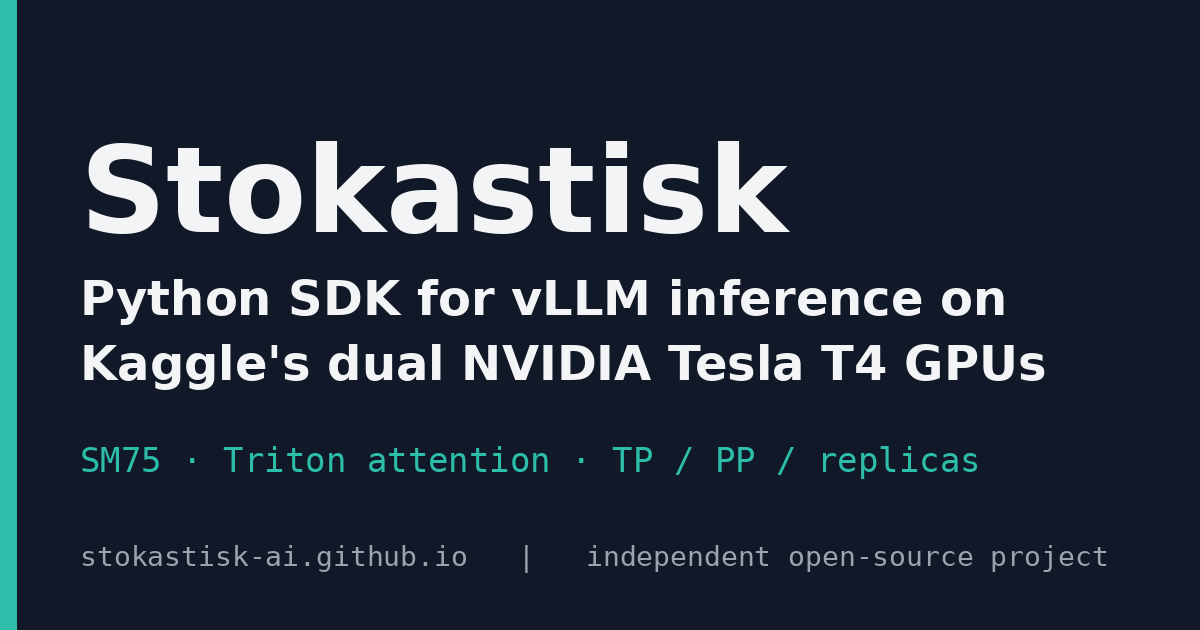 Stokastisk
Python SDK for vLLM inference on
Kaggle's dual NVIDIA Tesla T4 GPUs
SM75 · Triton attention · TP / PP / replicas
stokastisk-ai.github.io | independent open-source project